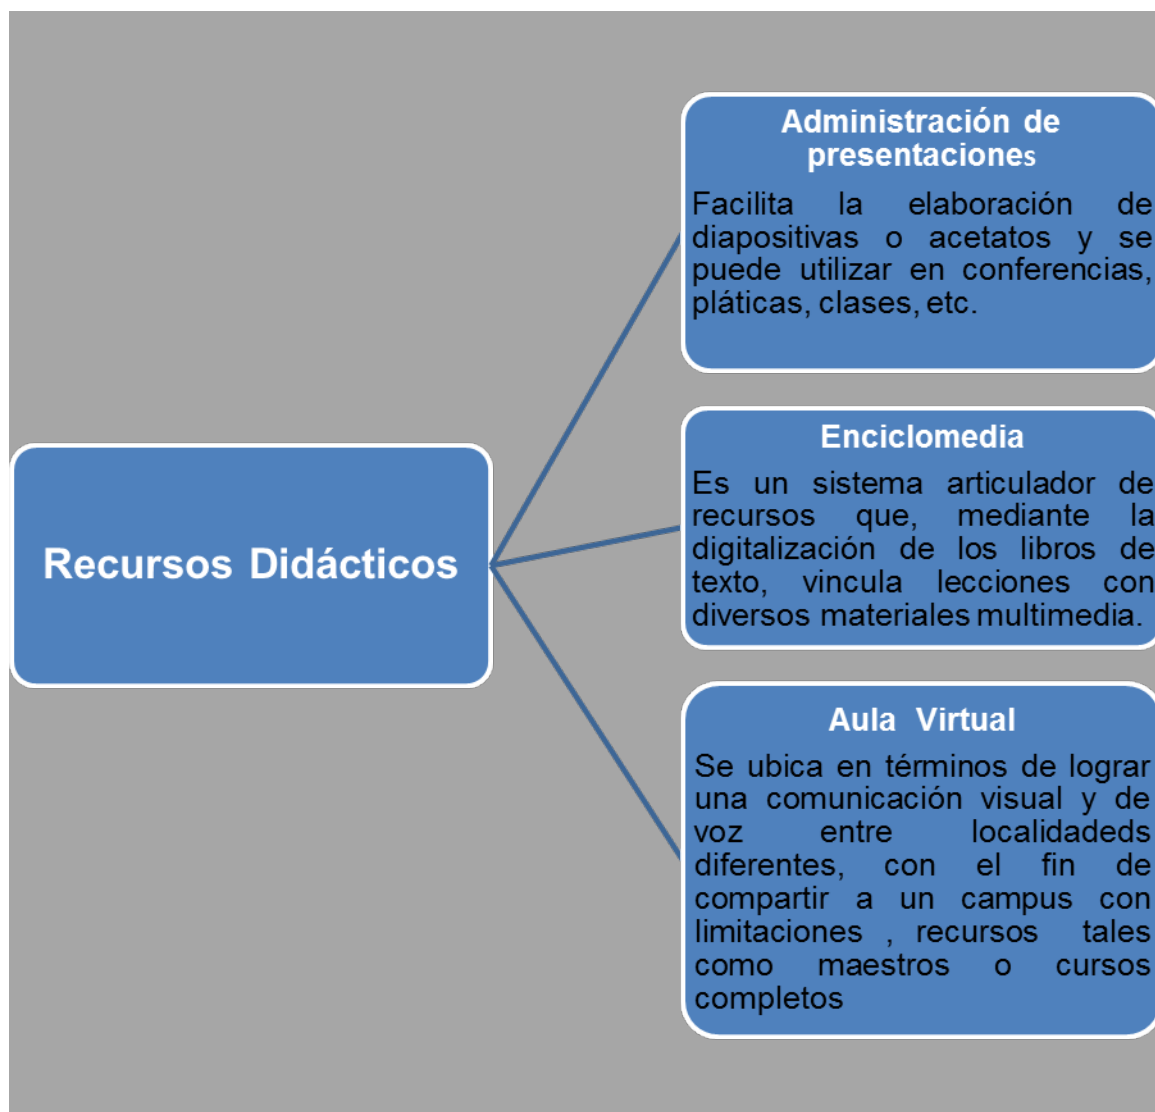 Administración de
presentaciones
Facilita la elaboración de
diapositivas o acetatos y se
puede utilizar en conferencias,
pláticas, clases, etc.
Recursos Didácticos
Enciclomedia
Es un sistema articulador de
recursos que, mediante la
digitalización de los libros de
texto, vincula lecciones con
diversos materiales multimedia.
Aula Virtual
Se ubica en términos de lograr
una comunicación visual y de
voz entre localidadeds
diferentes, con el fin de
compartir a un campus con
limitaciones , recursos tales
como maestros o cursos
completos